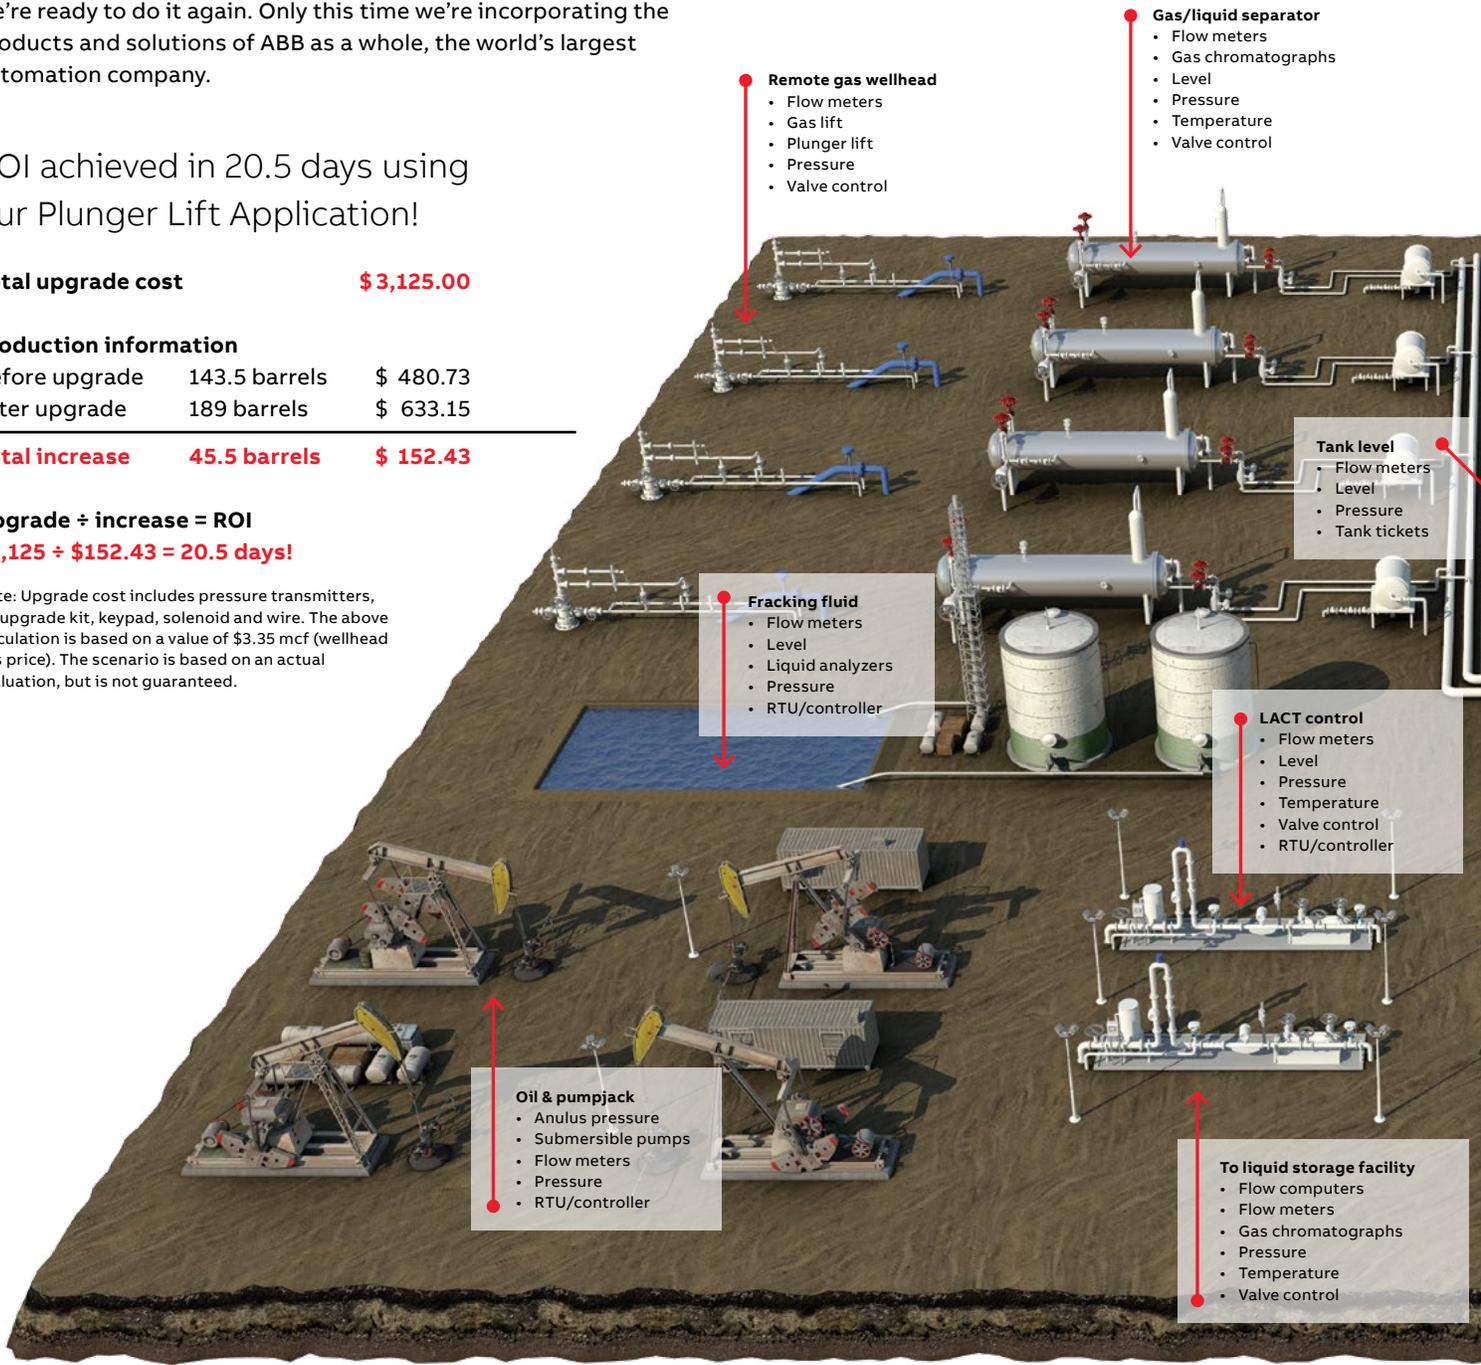 e're ready to do it again. Only this time we're incorporating the
oducts and solutions of ABB as a whole, the world's largest
tomation company.
OI achieved in 20.5 days using
ur Plunger Lift Application!
tal upgrade cost $3,125.00
oduction information
efore upgrade 143.5 barrels $ 480.73
ter upgrade 189 barrels $ 633.15
tal increase 45.5 barrels $ 152.43
pgrade ÷ increase = ROI
,125 ÷ $152.43 = 20.5 days!
te: Upgrade cost includes pressure transmitters,
upgrade kit, keypad, solenoid and wire. The above
culation is based on a value of $3.35 mcf (wellhead
s price). The scenario is based on an actual
luation, but is not guaranteed.
Remote gas wellhead
• Flow meters
• Gas lift
• Plunger lift
• Pressure
• Valve control
Gas/liquid separator
• Flow meters
• Gas chromatographs
• Level
• Pressure
• Temperature
• Valve control
Tank level
• Flow meters
• Level
• Pressure
• Tank tickets
Fracking fluid
• Flow meters
• Level
• Liquid analyzers
• Pressure
• RTU/controller
LACT control
• Flow meters
• Level
• Pressure
• Temperature
• Valve control
• RTU/controller
Oil & pumpjack
• Anulus pressure
• Submersible pumps
• Flow meters
• Pressure
• RTU/controller
To liquid storage facility
• Flow computers
• Flow meters
• Gas chromatographs
• Pressure
• Temperature
• Valve control